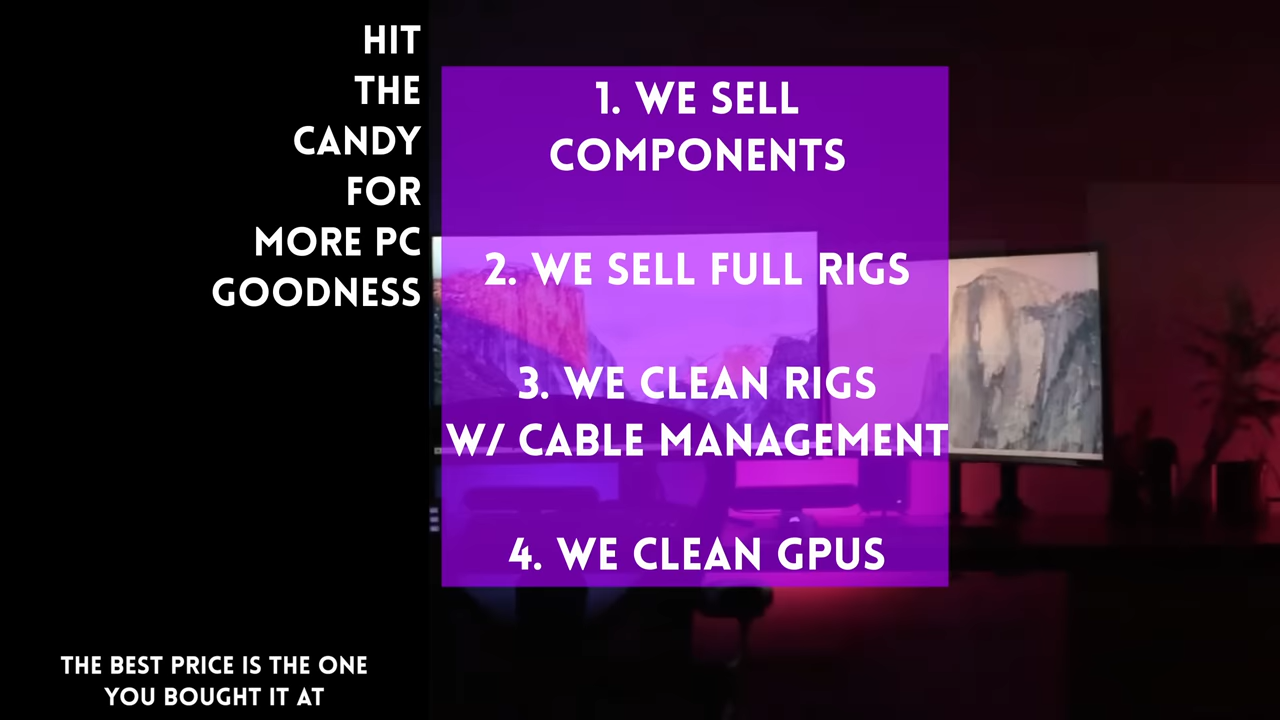 HIT
THE
CANDY
FOR
MORE PC
GOODNESS
1. WE SELL
COMPONENTS
2. WE SELL FULL RIGS
3. WE CLEAN RIGS
W/ CABLE MANAGEMENT
4. WE CLEAN GPUS
THE BEST PRICE IS THE ONE
YOU BOUGHT IT AT